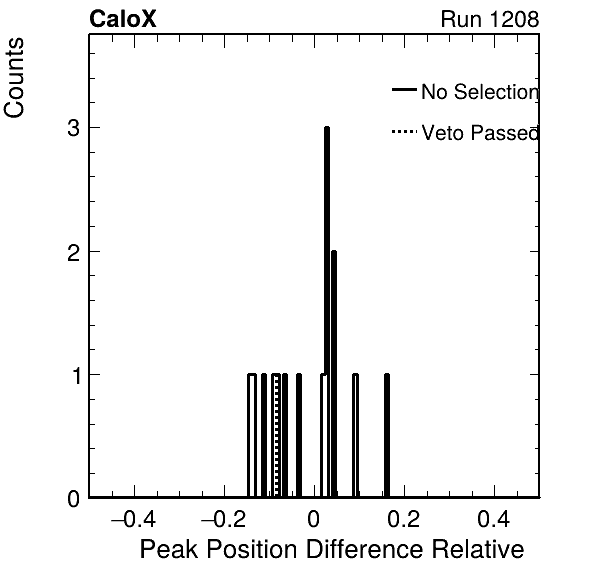 CaloX
Run 1208
Counts
No Selection
Veto Passed
3
2
1
0
−0.4 −0.2 0 0.2 0.4
Peak Position Difference Relative